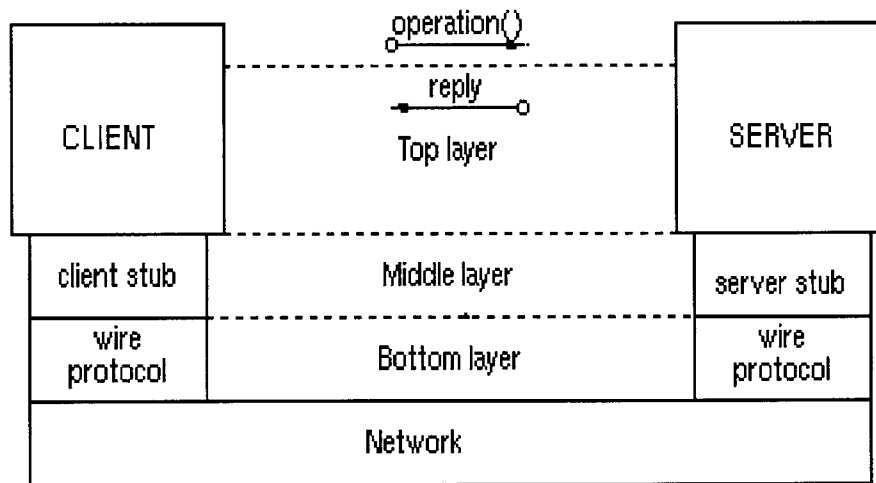 operation()
reply
CLIENT
Top layer
SERVER
client stub
Middle layer
server stub
wire
protocol
Bottom layer
wire
protocol
Network